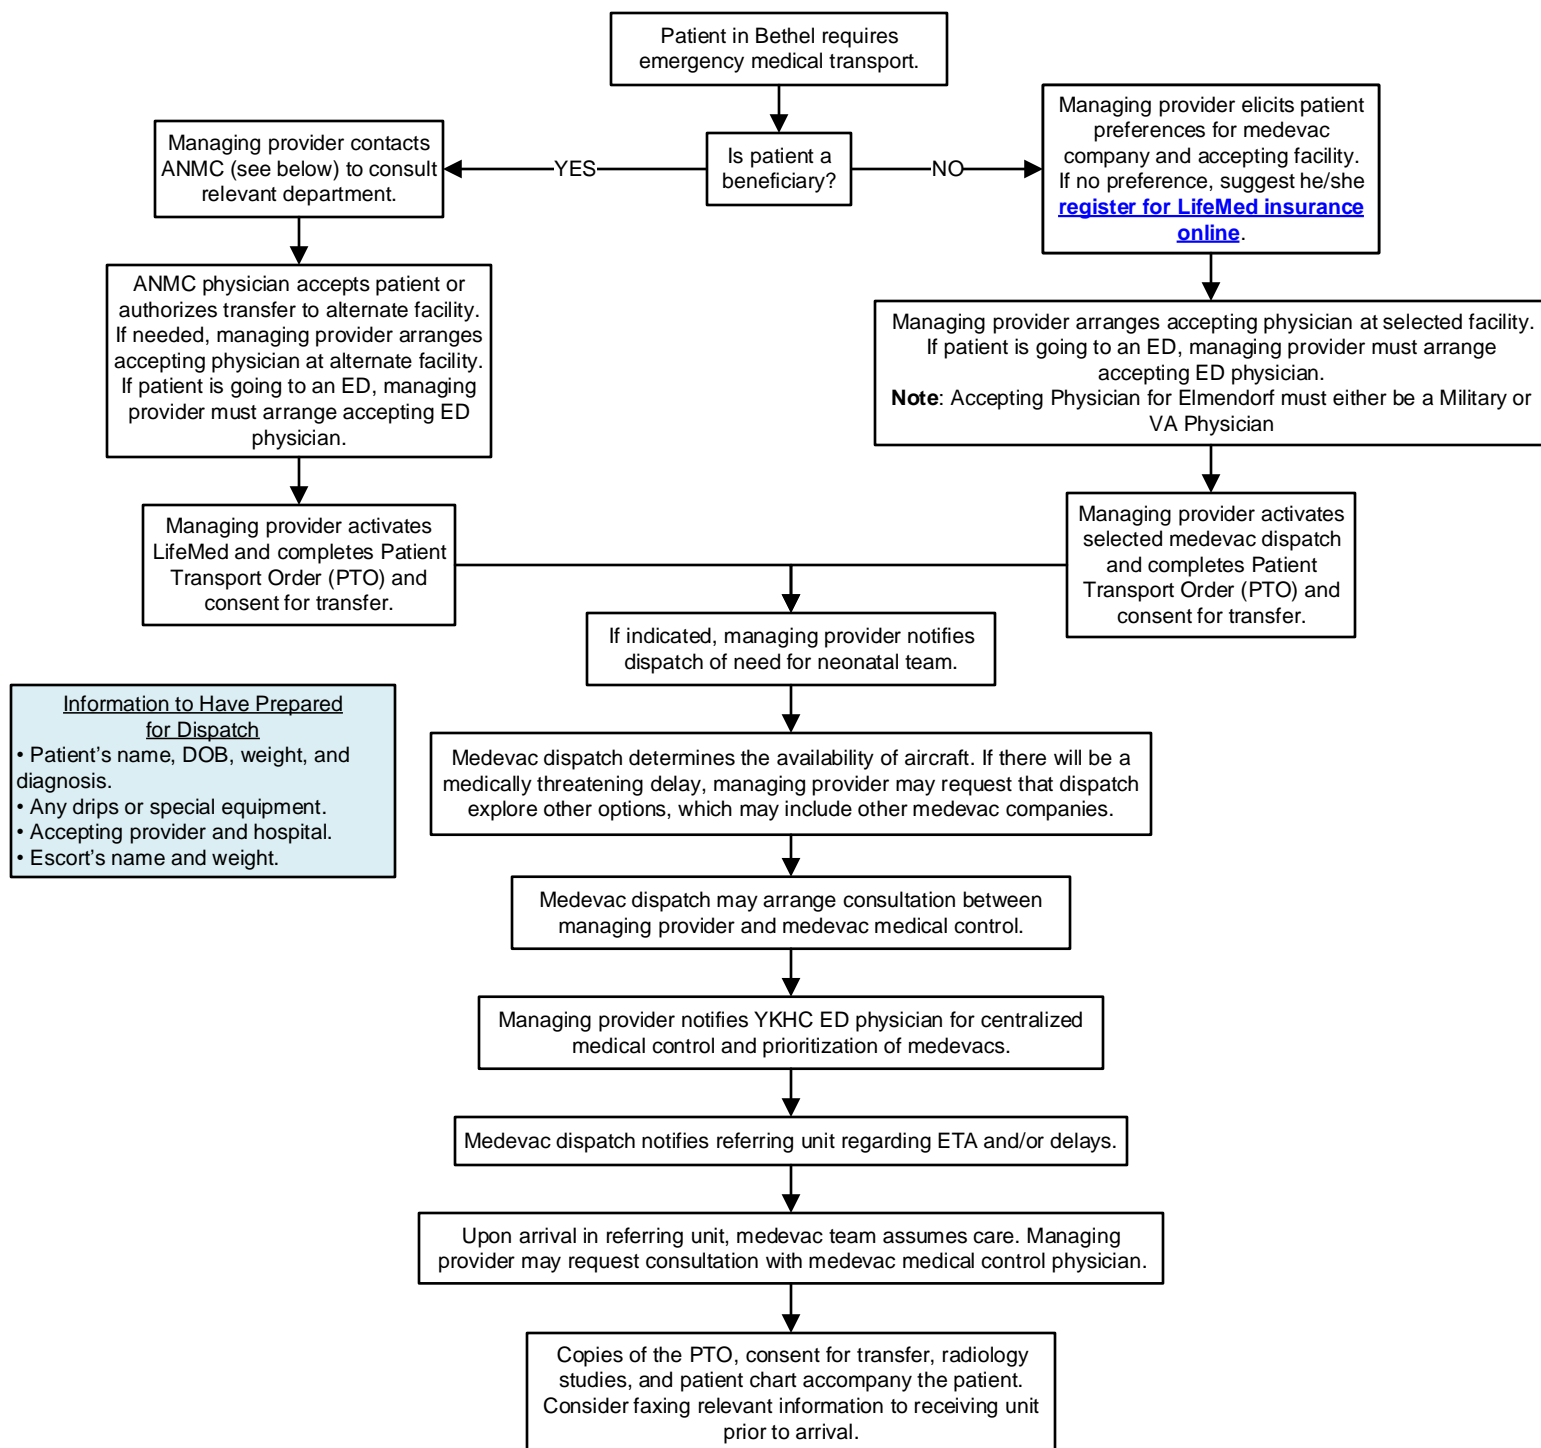 Patient in Bethel requires
emergency medical transport.
Is patient a
beneficiary?
YES
NO
Managing provider contacts
ANMC (see below) to consult
relevant department.
Managing provider elicits patient
preferences for medevac
company and accepting facility.
If no preference, suggest he/she
register for LifeMed insurance
online.
ANMC physician accepts patient or
authorizes transfer to alternate facility.
If needed, managing provider arranges
accepting physician at alternate facility.
If patient is going to an ED, managing
provider must arrange accepting ED
physician.
Managing provider arranges accepting physician at selected facility.
If patient is going to an ED, managing provider must arrange
accepting ED physician.
Note: Accepting Physician for Elmendorf must either be a Military or
VA Physician
Managing provider activates
LifeMed and completes Patient
Transport Order (PTO) and
consent for transfer.
Managing provider activates
selected medevac dispatch
and completes Patient
Transport Order (PTO) and
consent for transfer.
If indicated, managing provider notifies
dispatch of need for neonatal team.
Information to Have Prepared
for Dispatch
• Patient’s name, DOB, weight, and
diagnosis.
• Any drips or special equipment.
• Accepting provider and hospital.
• Escort’s name and weight.
Medevac dispatch determines the availability of aircraft. If there will be a
medically threatening delay, managing provider may request that dispatch
explore other options, which may include other medevac companies.
Medevac dispatch may arrange consultation between
managing provider and medevac medical control.
Managing provider notifies YKHC ED physician for centralized
medical control and prioritization of medevacs.
Medevac dispatch notifies referring unit regarding ETA and/or delays.
Upon arrival in referring unit, medevac team assumes care. Managing
provider may request consultation with medevac medical control physician.
Copies of the PTO, consent for transfer, radiology
studies, and patient chart accompany the patient.
Consider faxing relevant information to receiving unit
prior to arrival.